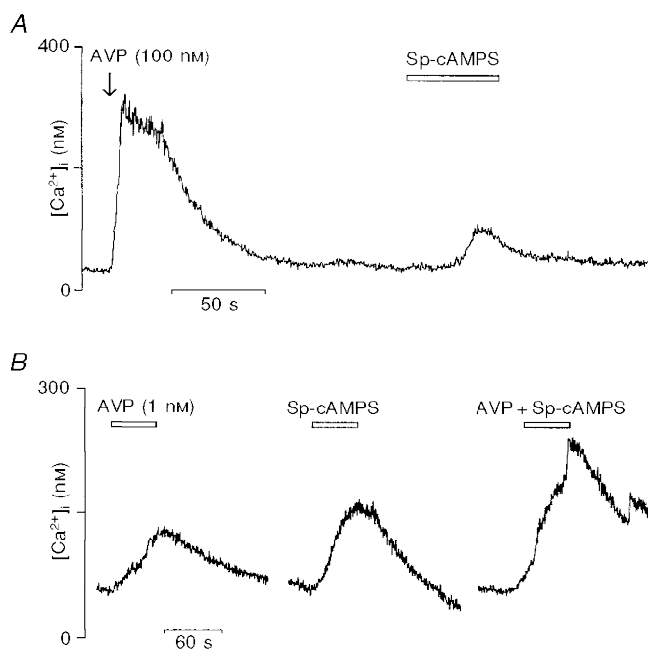 A
400
AVP (100 nM)
Sp-cAMPS
[Ca²⁺]ᵢ (nM)
0
50 s
B
300
AVP (1 nM)
Sp-cAMPS
AVP + Sp-cAMPS
[Ca²⁺]ᵢ (nM)
0
60 s